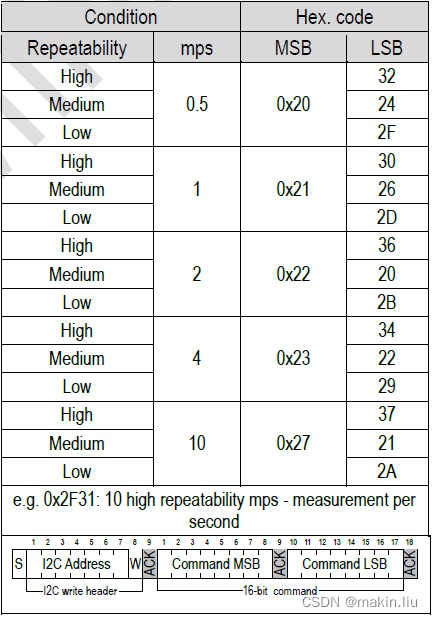 Condition Hex. code
Repeatability mps MSB LSB
High 32
Medium 0.5 0x20 24
Low 2F
High 30
Medium 1 0x21 26
Low 2D
High 36
Medium 2 0x22 20
Low 2B
High 34
Medium 4 0x23 22
Low 29
High 37
Medium 10 0x27 21
Low 2A
e.g. 0x2F31: 10 high repeatability mps - measurement per
second
1 2 3 4 5 6 7 8 9 1 2 3 4 5 6 7 8 9 10 11 12 13 14 15 16 17 18
S I2C Address W ACK Command MSB ACK Command LSB ACK
I2C write header 16-bit command
CSDN @makin.liu